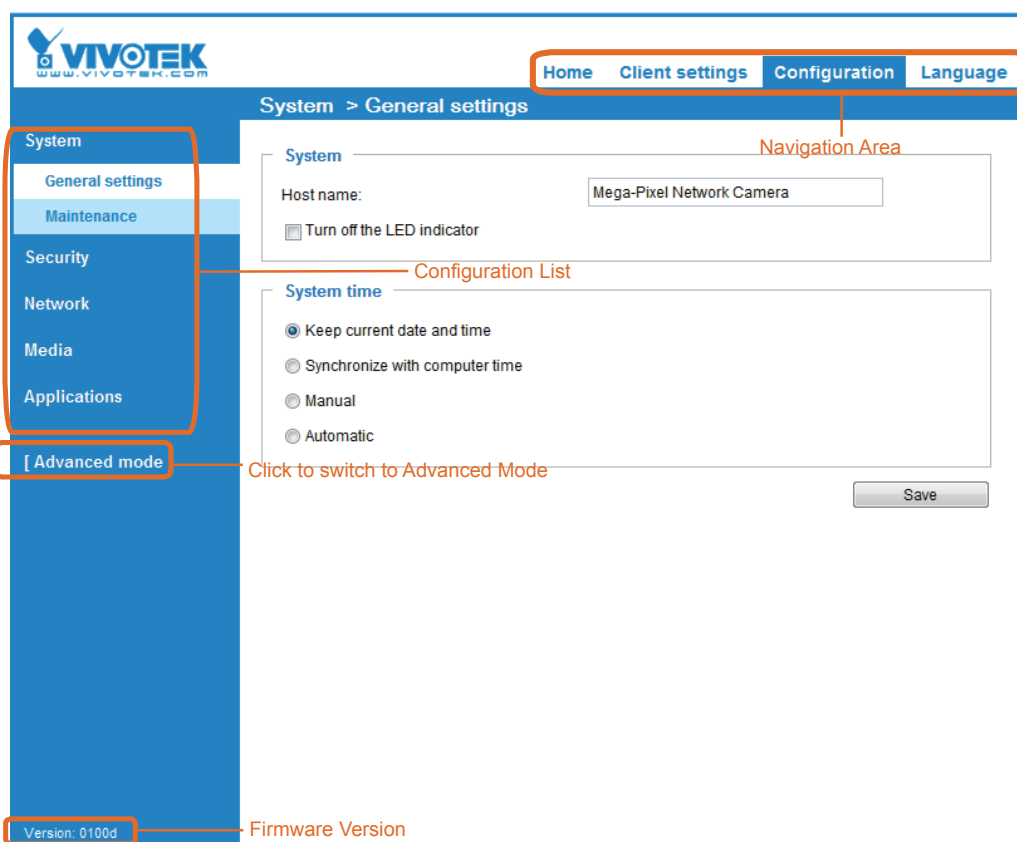 VIVOTEK
www.vivotek.com
Home Client settings Configuration Language
System > General settings
Navigation Area
System
General settings
Maintenance
Security
Network
Media
Applications
[ Advanced mode
Version: 0100d
System
Host name: Mega-Pixel Network Camera
Turn off the LED indicator
Configuration List
System time
Keep current date and time
Synchronize with computer time
Manual
Automatic
Click to switch to Advanced Mode
Save
Firmware Version